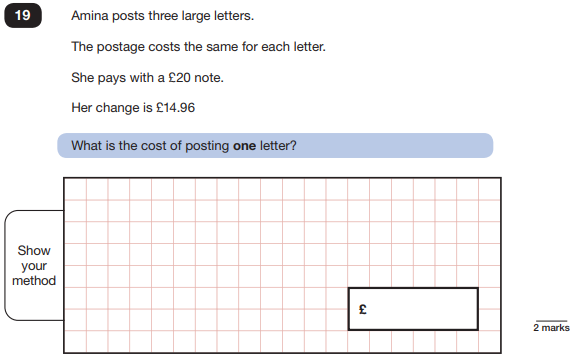 19
Amina posts three large letters.
The postage costs the same for each letter.
She pays with a £20 note.
Her change is £14.96
What is the cost of posting one letter?
Show
your
method
£
2 marks